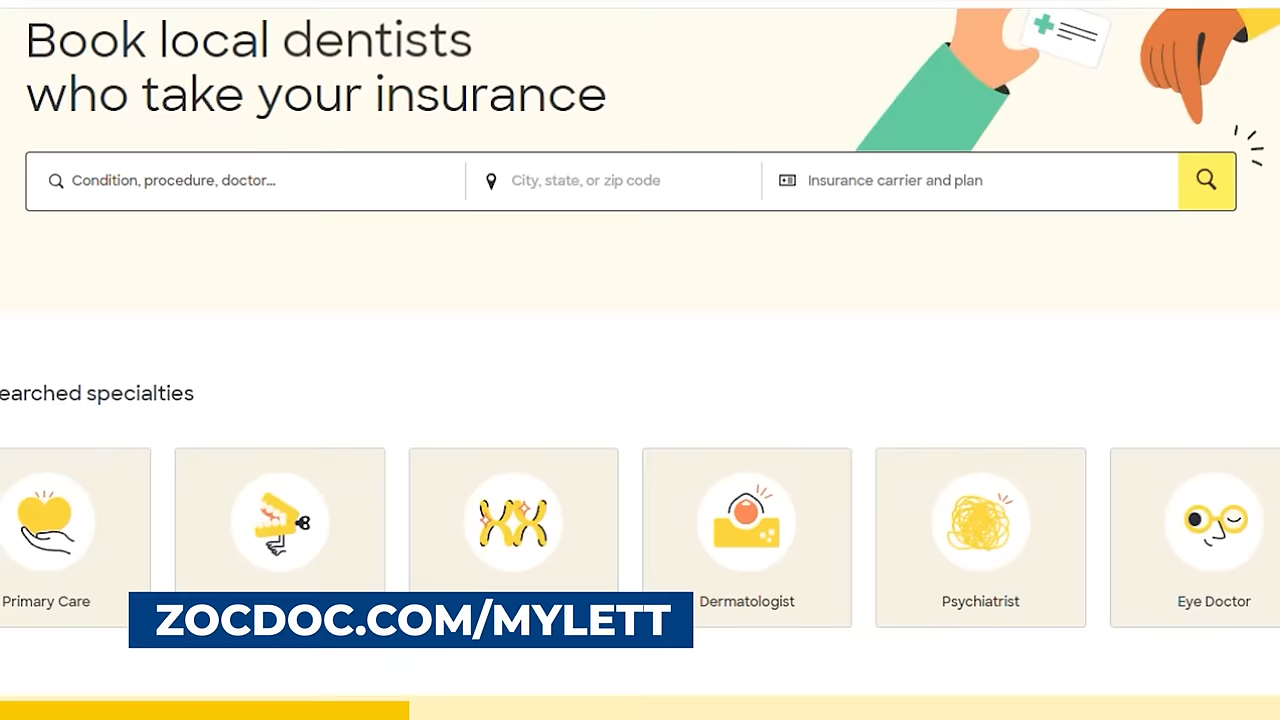 Book local dentists
who take your insurance
Condition, procedure, doctor...
City, state, or zip code
Insurance carrier and plan
earched specialties
Primary Care
Dermatologist
Psychiatrist
Eye Doctor
ZOCDOC.COM/MYLETT